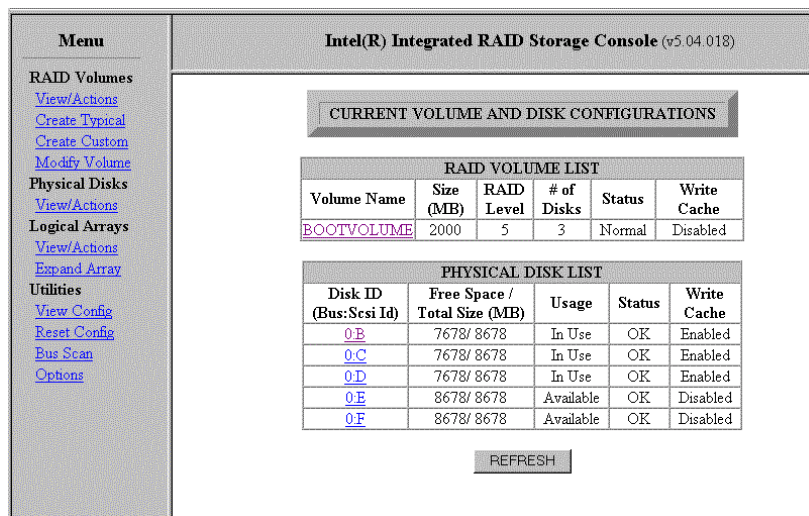 Menu
RAID Volumes
View/Actions
Create Typical
Create Custom
Modify Volume
Physical Disks
View/Actions
Logical Arrays
View/Actions
Expand Array
Utilities
View Config
Reset Config
Bus Scan
Options
Intel(R) Integrated RAID Storage Console (v5.04.018)
CURRENT VOLUME AND DISK CONFIGURATIONS
RAID VOLUME LIST
Volume Name Size (MB) RAID Level # of Disks Status Write Cache
BOOTVOLUME 2000 5 3 Normal Disabled
PHYSICAL DISK LIST
Disk ID (Bus:Scsi Id) Free Space / Total Size (MB) Usage Status Write Cache
0:B 7678/ 8678 In Use OK Enabled
0:C 7678/ 8678 In Use OK Enabled
0:D 7678/ 8678 In Use OK Enabled
0:E 8678/ 8678 Available OK Disabled
0:F 8678/ 8678 Available OK Disabled
REFRESH